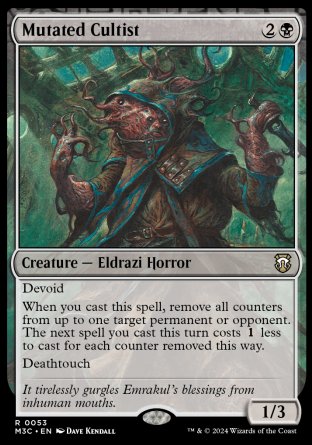 Mutated Cultist 2
Creature — Eldrazi Horror
Devoid
When you cast this spell, remove all counters
from up to one target permanent or opponent.
The next spell you cast this turn costs 1 less
to cast for each counter removed this way.
Deathtouch
It tirelessly gurgles Emrakul's blessings from
inhuman mouths.
1/3
R 0053
M3C • EN Dave Kendall ™ & © 2024 Wizards of the Coast